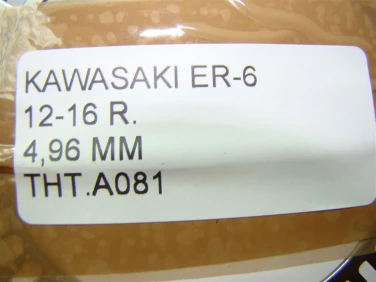 KAWASAKI ER-6
12-16 R.
4,96 MM
THT.A081